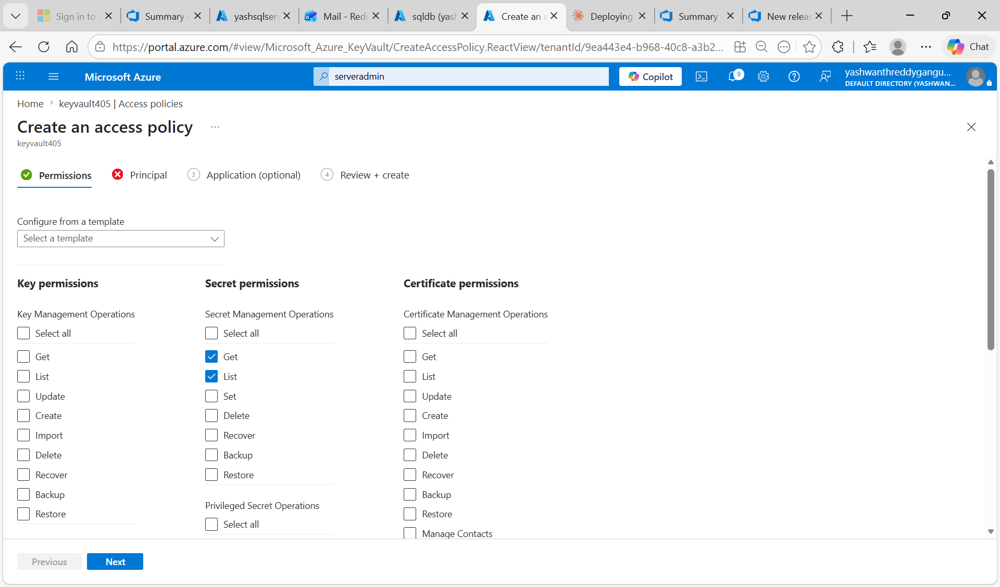 Sign in to y
Summary -
yashsqlserv
Mail - Redd
sqldb (yash
Create an a
Deploying
Summary -
New releas
https://portal.azure.com/#view/Microsoft_Azure_KeyVault/CreateAccessPolicy.ReactView/tenantId/9ea443e4-b968-40c8-a3b2...
Chat
Microsoft Azure
serveradmin
Copilot
9
yashwanthreddygangu...
DEFAULT DIRECTORY (YASHWAN...
Home > keyvault405 | Access policies
Create an access policy ...
keyvault405
Permissions
Principal
3 Application (optional)
4 Review + create
Configure from a template
Select a template
Key permissions
Key Management Operations
Select all
Get
List
Update
Create
Import
Delete
Recover
Backup
Restore
Secret permissions
Secret Management Operations
Select all
Get
List
Set
Delete
Recover
Backup
Restore
Privileged Secret Operations
Select all
Certificate permissions
Certificate Management Operations
Select all
Get
List
Update
Create
Import
Delete
Recover
Backup
Restore
Manage Contacts
Previous
Next